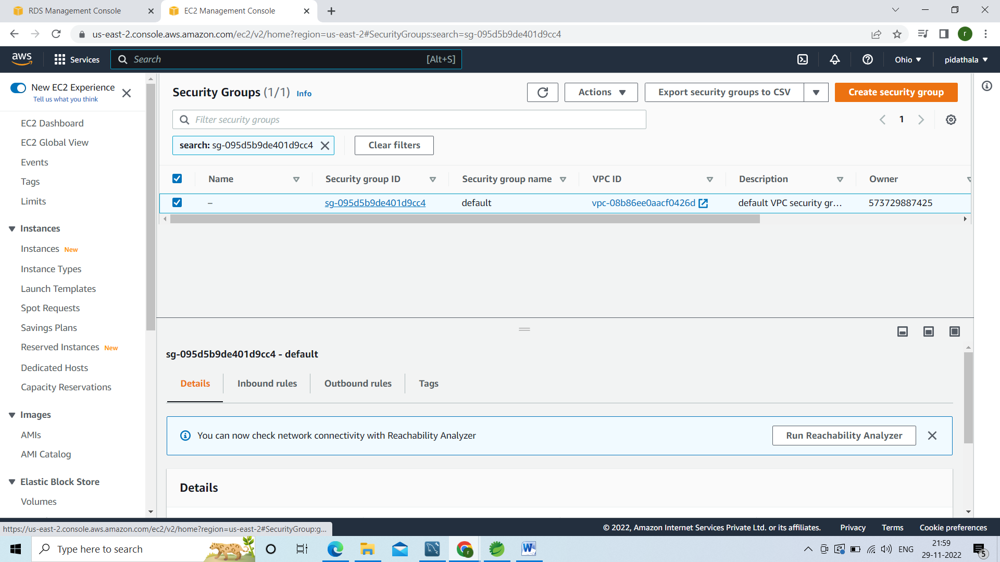 RDS Management Console
EC2 Management Console
us-east-2.console.aws.amazon.com/ec2/v2/home?region=us-east-2#SecurityGroups:search=sg-095d5b9de401d9cc4
r
aws
Services
Search
[Alt+S]
Ohio
pidathala
New EC2 Experience
Tell us what you think
EC2 Dashboard
EC2 Global View
Events
Tags
Limits
Instances
Instances New
Instance Types
Launch Templates
Spot Requests
Savings Plans
Reserved Instances New
Dedicated Hosts
Capacity Reservations
Images
AMIs
AMI Catalog
Elastic Block Store
Volumes
Security Groups (1/1) Info
Actions
Export security groups to CSV
Create security group
Filter security groups
1
search: sg-095d5b9de401d9cc4
Clear filters
Name
Security group ID
Security group name
VPC ID
Description
Owner
–
sg-095d5b9de401d9cc4
default
vpc-08b86ee0aacf0426d
default VPC security gr...
573729887425
sg-095d5b9de401d9cc4 - default
Details
Inbound rules
Outbound rules
Tags
You can now check network connectivity with Reachability Analyzer
Run Reachability Analyzer
Details
https://us-east-2.console.aws.amazon.com/ec2/v2/home?region=us-east-2#SecurityGroup:g...
© 2022, Amazon Internet Services Private Ltd. or its affiliates.
Privacy
Terms
Cookie preferences
Type here to search
r
W
ENG
21:59
29-11-2022
5